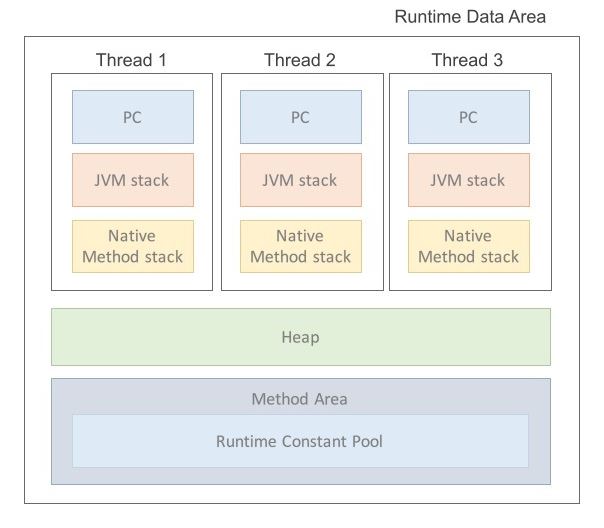 Runtime Data Area
Thread 1
Thread 2
Thread 3
PC
PC
PC
JVM stack
JVM stack
JVM stack
Native
Method stack
Native
Method stack
Native
Method stack
Heap
Method Area
Runtime Constant Pool